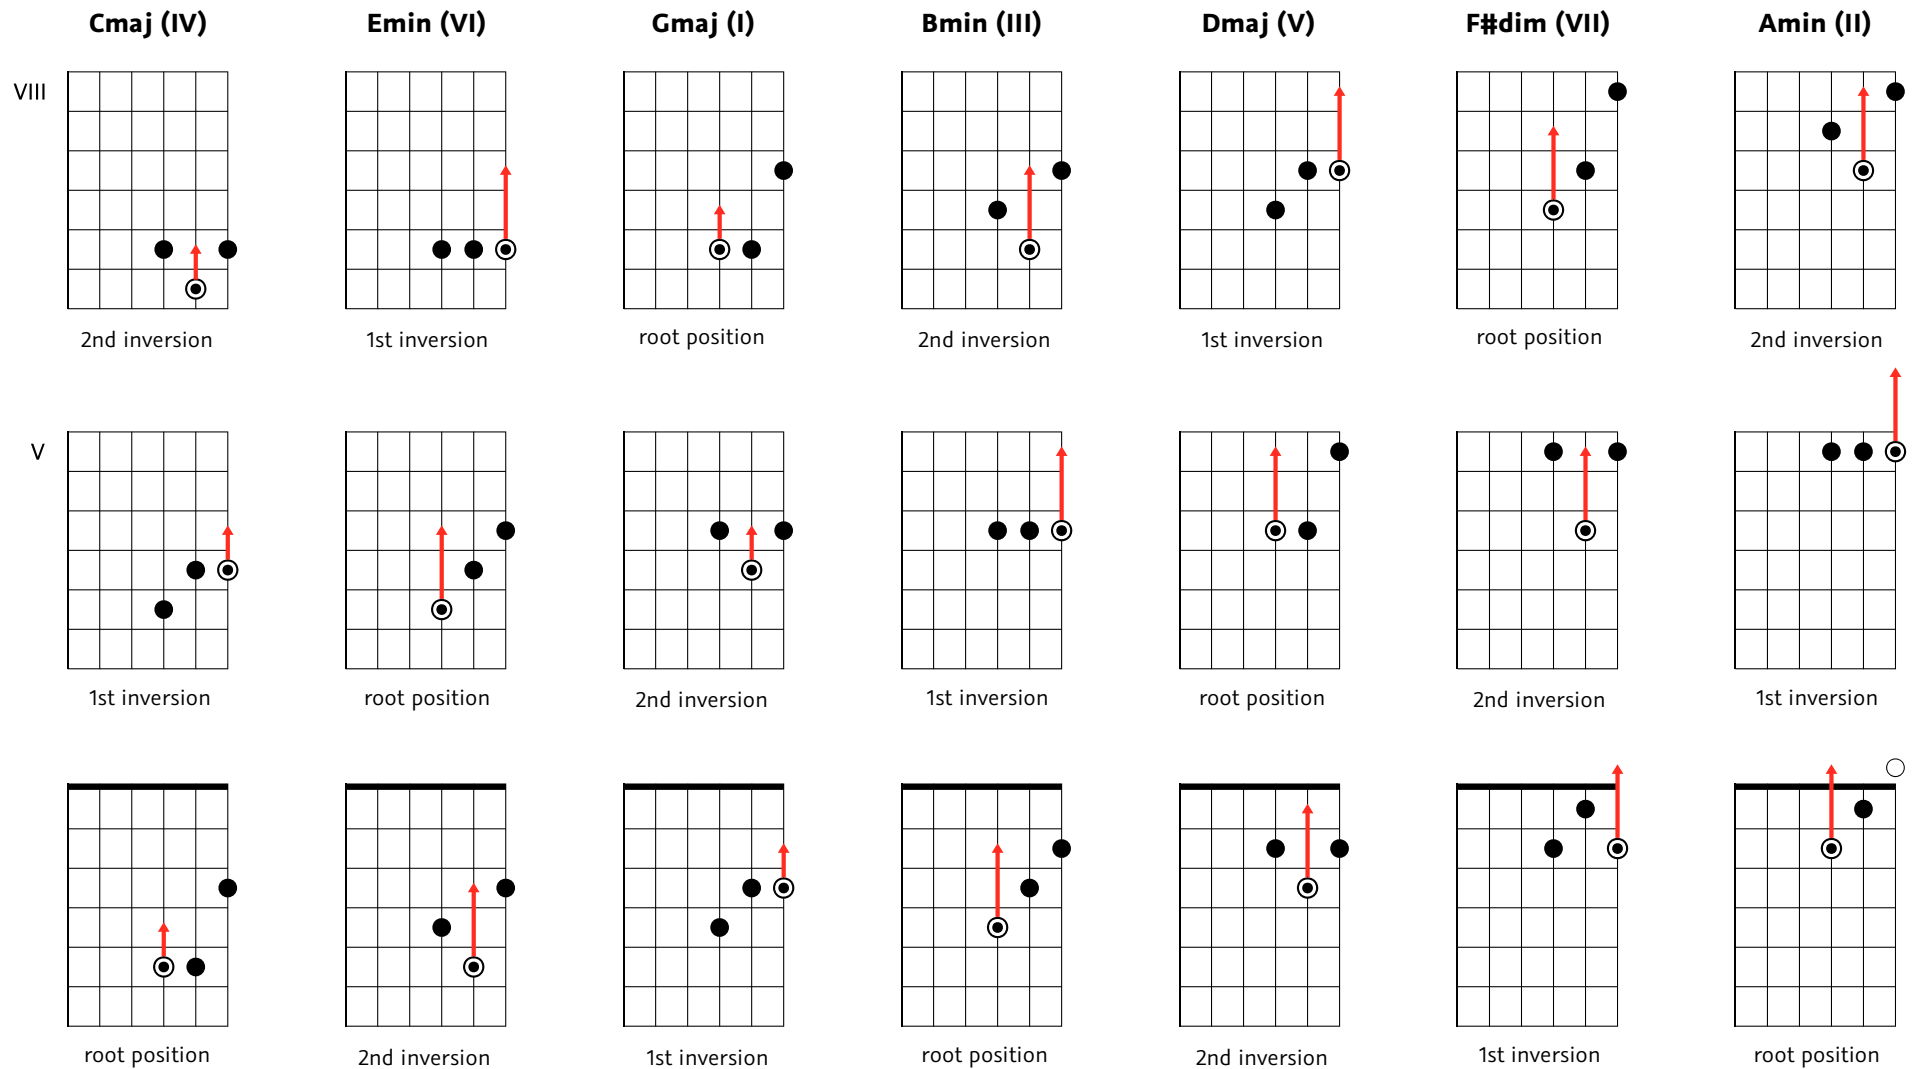 Cmaj (IV) Emin (VI) Gmaj (I) Bmin (III) Dmaj (V) F#dim (VII) Amin (II)
VIII
2nd inversion 1st inversion root position 2nd inversion 1st inversion root position 2nd inversion
V
1st inversion root position 2nd inversion 1st inversion root position 2nd inversion 1st inversion
root position 2nd inversion 1st inversion root position 2nd inversion 1st inversion root position